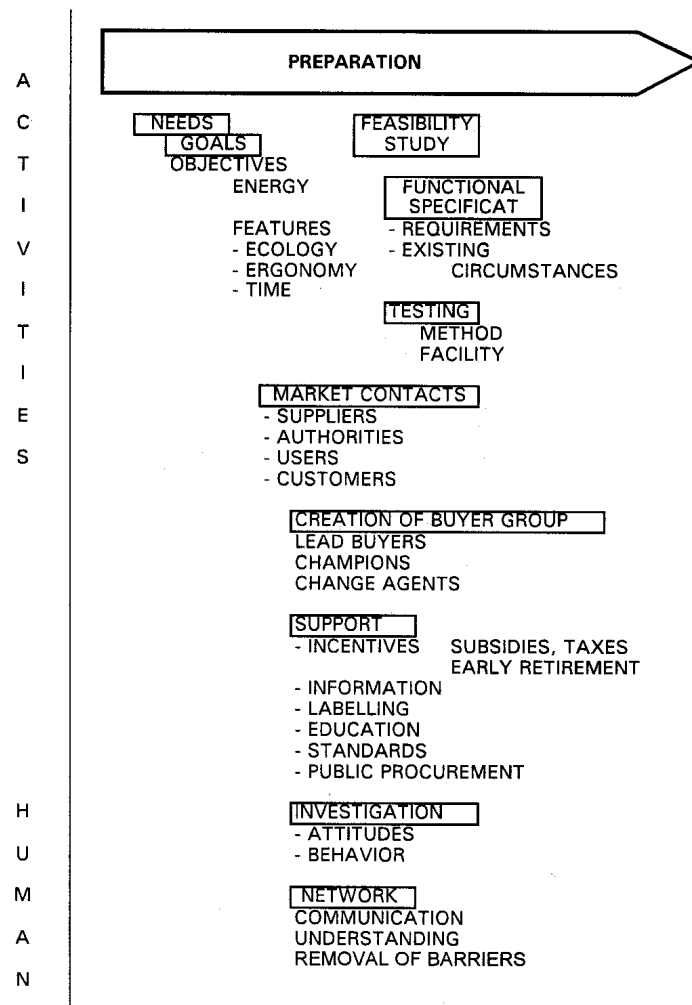 PREPARATION
ACTIVITIES
NEEDS
GOALS
OBJECTIVES
ENERGY
FEATURES
- ECOLOGY
- ERGONOMY
- TIME
FEASIBILITY
STUDY
FUNCTIONAL
SPECIFICAT
- REQUIREMENTS
- EXISTING
CIRCUMSTANCES
TESTING
METHOD
FACILITY
MARKET CONTACTS
- SUPPLIERS
- AUTHORITIES
- USERS
- CUSTOMERS
CREATION OF BUYER GROUP
LEAD BUYERS
CHAMPIONS
CHANGE AGENTS
SUPPORT
- INCENTIVES SUBSIDIES, TAXES
EARLY RETIREMENT
- INFORMATION
- LABELLING
- EDUCATION
- STANDARDS
- PUBLIC PROCUREMENT
HUMAN
INVESTIGATION
- ATTITUDES
- BEHAVIOR
NETWORK
COMMUNICATION
UNDERSTANDING
REMOVAL OF BARRIERS